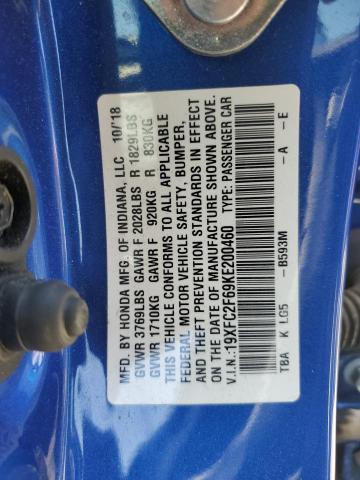 MFD. BY HONDA MFG. OF INDIANA, LLC 10/'18
GVWR 3769LBS GAWR F 2028LBS R 1829LBS
GVWR 1710KG GAWR F 920KG R 830KG
THIS VEHICLE CONFORMS TO ALL APPLICABLE
FEDERAL MOTOR VEHICLE SAFETY, BUMPER,
AND THEFT PREVENTION STANDARDS IN EFFECT
ON THE DATE OF MANUFACTURE SHOWN ABOVE.
V.I.N.: 19XFC2F69KE200460 TYPE: PASSENGER CAR
TBA K LG5 -B593M -A -E